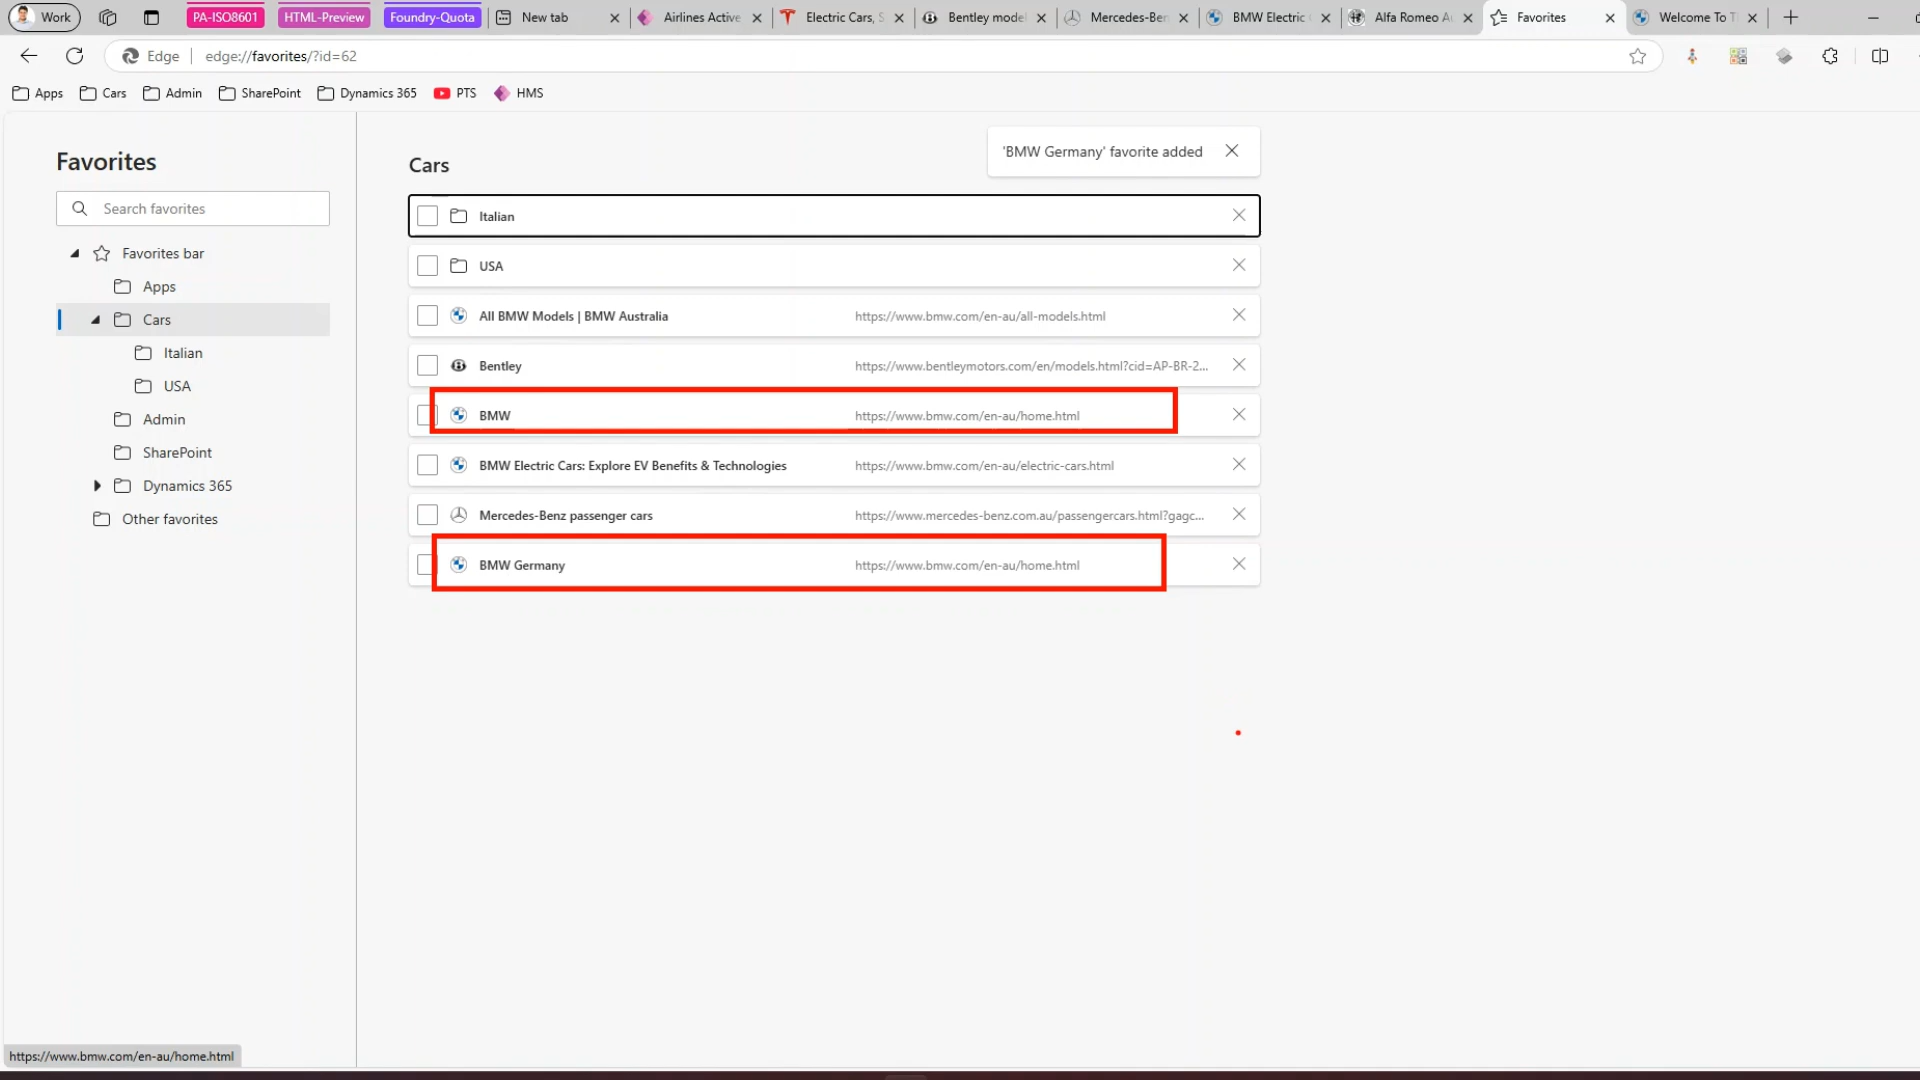 Work PA-ISO8601 HTML-Preview Foundry-Quota New tab Airlines Active Electric Cars, S Bentley model Mercedes-Ben BMW Electric Alfa Romeo Au Favorites Welcome To T
Edge edge://favorites/?id=62
Apps Cars Admin SharePoint Dynamics 365 PTS HMS
Favorites
Search favorites
Favorites bar
Apps
Cars
Italian
USA
Admin
SharePoint
Dynamics 365
Other favorites
Cars
'BMW Germany' favorite added
Italian
USA
All BMW Models | BMW Australia https://www.bmw.com/en-au/all-models.html
Bentley https://www.bentleymotors.com/en/models.html?cid=AP-BR-2...
BMW https://www.bmw.com/en-au/home.html
BMW Electric Cars: Explore EV Benefits & Technologies https://www.bmw.com/en-au/electric-cars.html
Mercedes-Benz passenger cars https://www.mercedes-benz.com.au/passengercars.html?gagc...
BMW Germany https://www.bmw.com/en-au/home.html
https://www.bmw.com/en-au/home.html